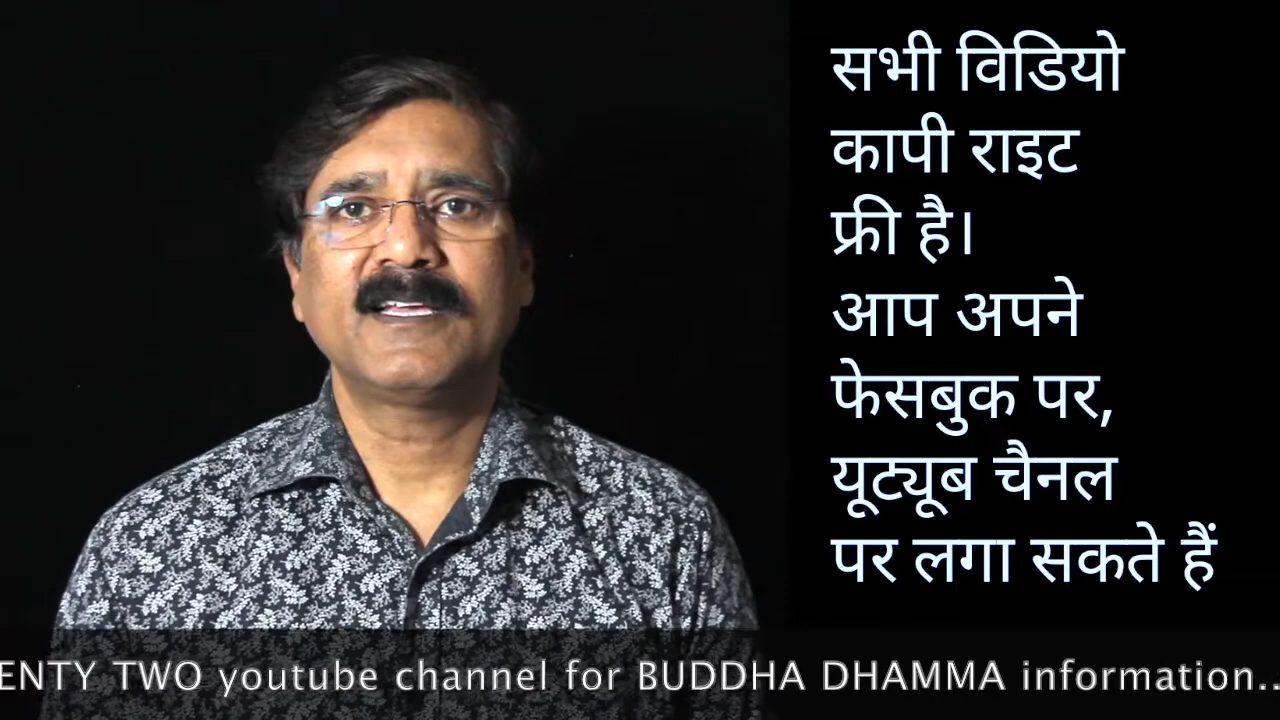 सभी विडियो
कापी राइट
फ्री है।
आप अपने
फेसबुक पर,
यूट्यूब चैनल
पर लगा सकते हैं
ENTY TWO youtube channel for BUDDHA DHAMMA information..